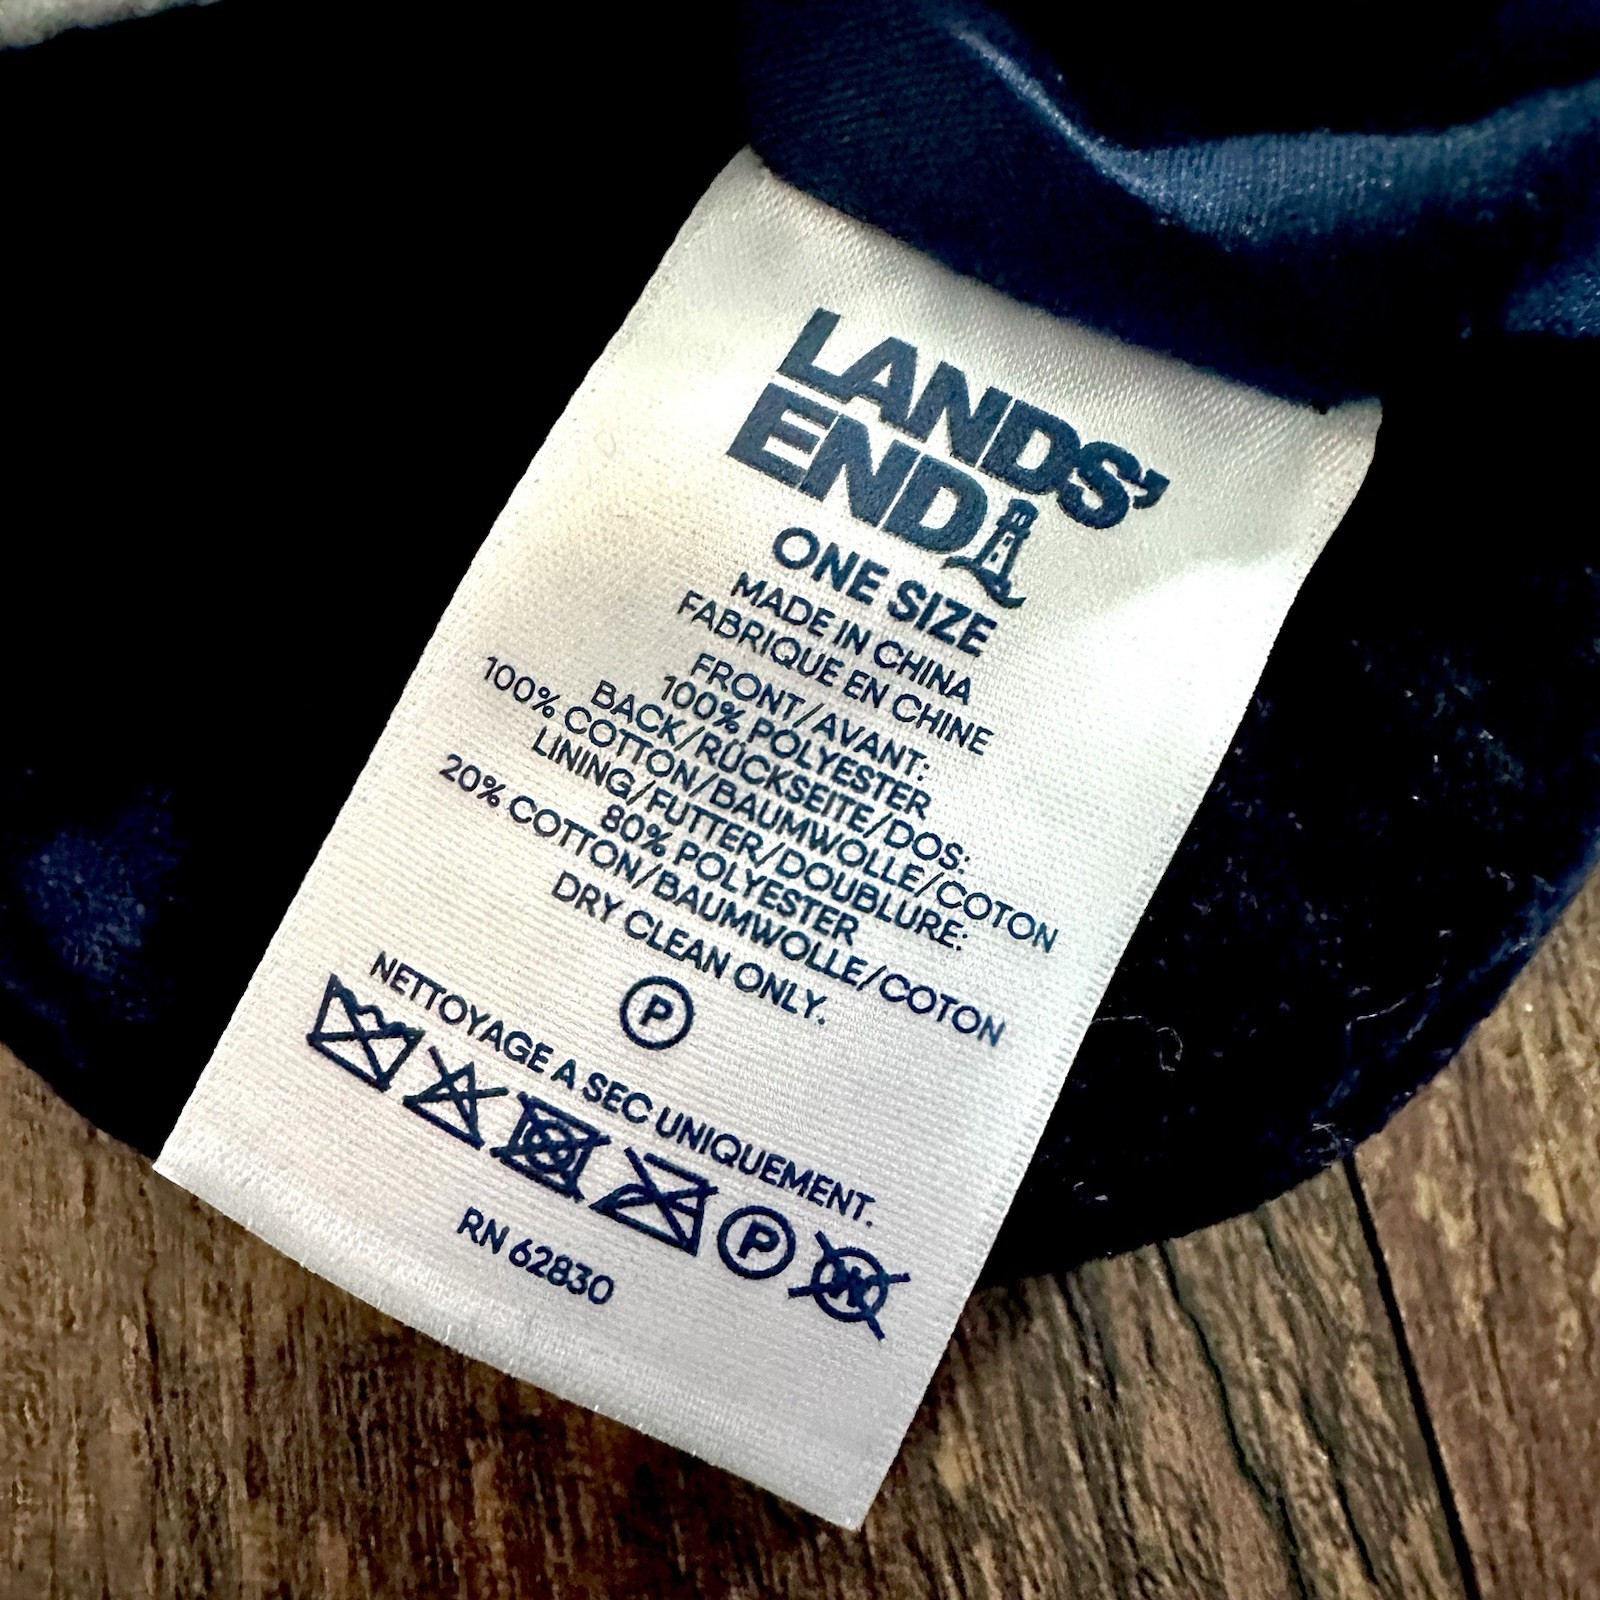 LANDS'
END
ONE SIZE
MADE IN CHINA
FABRIQUE EN CHINE
FRONT/AVANT:
100% POLYESTER
BACK/RÜCKSEITE/DOS:
100% COTTON/BAUMWOLLE/COTON
LINING/FUTTER/DOUBLURE:
80% POLYESTER
20% COTTON/BAUMWOLLE/COTON
DRY CLEAN ONLY.
P
NETTOYAGE A SEC UNIQUEMENT.
P
RN 62830